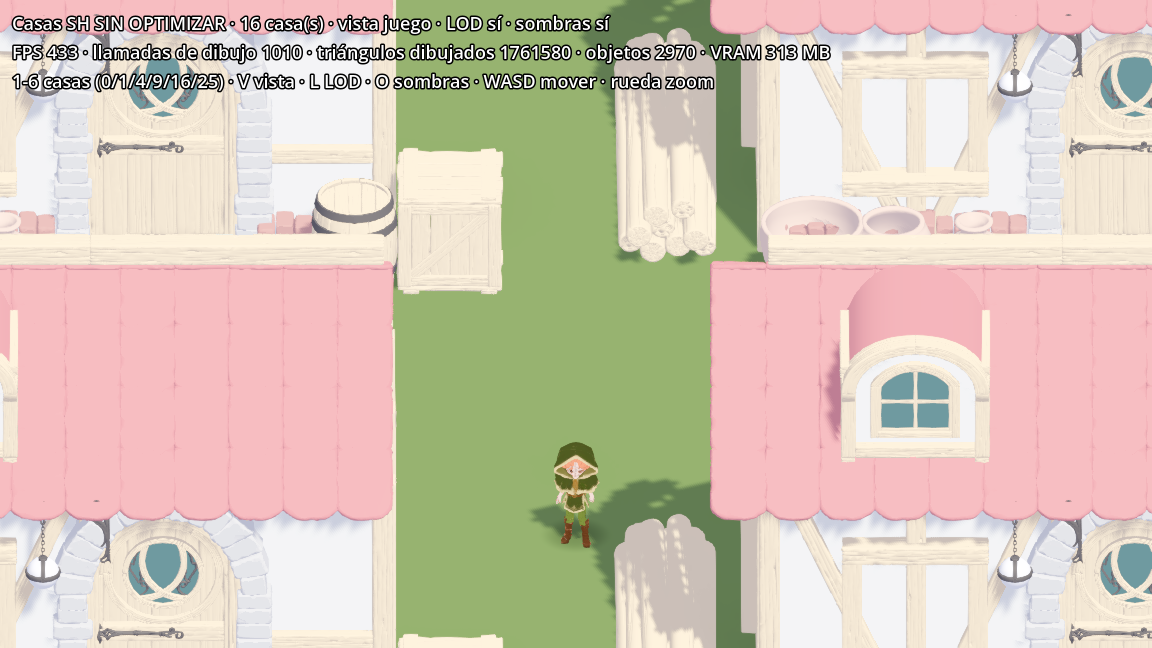 Casas SH SIN OPTIMIZAR · 16 casa(s) · vista juego · LOD sí · sombras sí
FPS 433 · llamadas de dibujo 1010 · triángulos dibujados 1761580 · objetos 2970 · VRAM 313 MB
1-6 casas (0/1/4/9/16/25) · V vista · L LOD · O sombras · WASD mover · rueda zoom